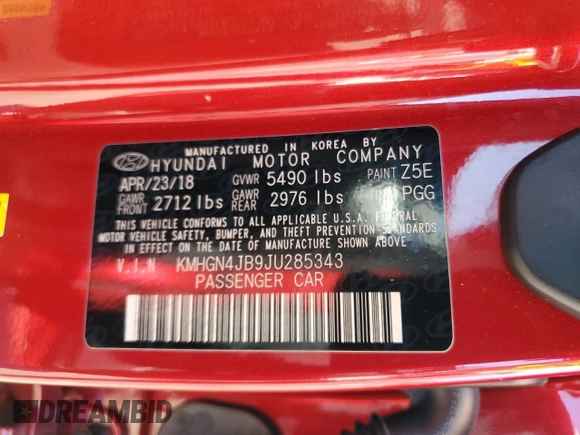 MANUFACTURED IN KOREA BY
HYUNDAI MOTOR COMPANY
APR/23/18 GVWR 5490 lbs PAINT Z5E
GAWR FRONT 2712 lbs GAWR REAR 2976 lbs PGG
THIS VEHICLE CONFORMS TO ALL APPLICABLE U.S.A. FEDERAL
MOTOR VEHICLE SAFETY, BUMPER, AND THEFT PREVENTION STANDARDS
IN EFFECT ON THE DATE OF MANUFACTURE SHOWN ABOVE
V.I.N KMHGN4JB9JU285343
PASSENGER CAR
DREAMBID